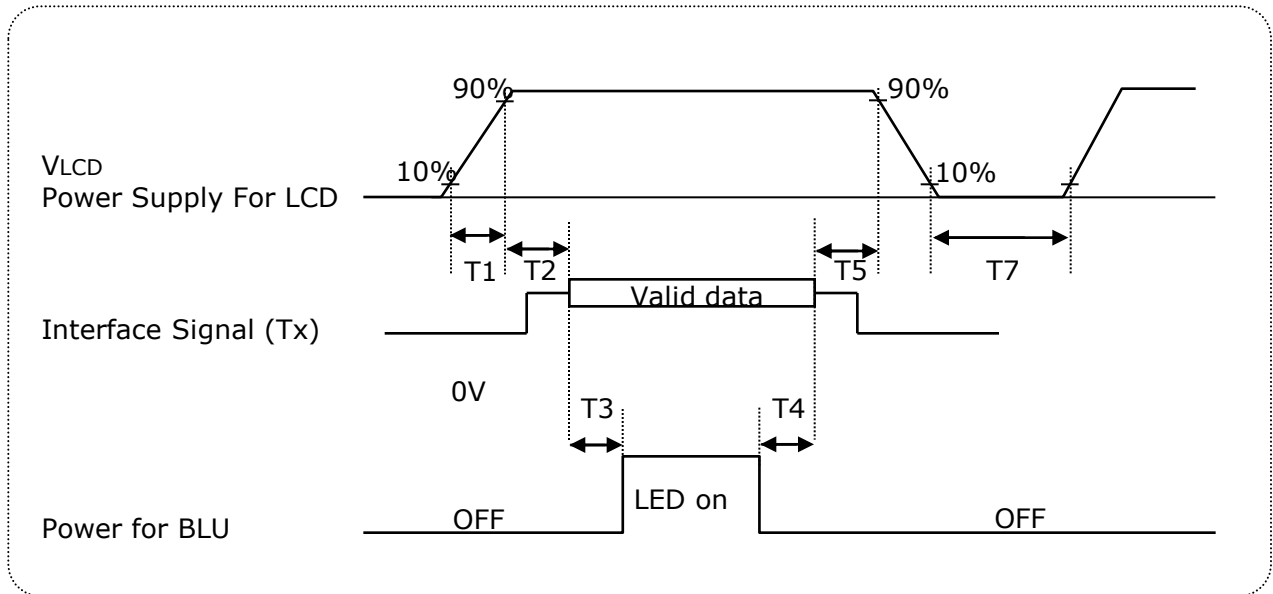 90%
90%
VLCD
10%
10%
Power Supply For LCD
T1
T2
T5
T7
Valid data
Interface Signal (Tx)
0V
T3
T4
LED on
Power for BLU
OFF
OFF